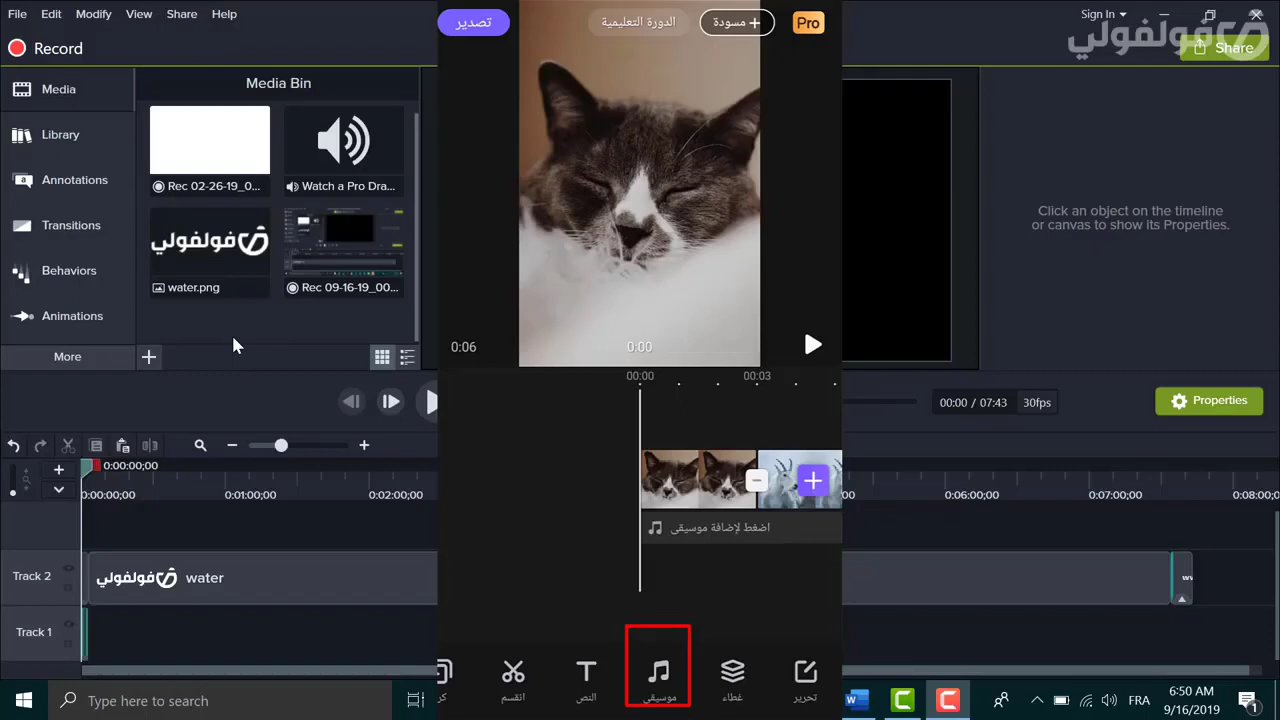 File Edit Modify View Share Help
Sign In
Record
Share
فولفولي
Media
Library
Annotations
Transitions
Behaviors
Animations
More
Media Bin
Rec 02-26-19_0...
Watch a Pro Dra...
فولفولي
water.png
Rec 09-16-19_00...
تصدير
الدورة التعليمية
مسودة
Pro
0:06
0:00
00:00
00:03
اضغط لإضافة موسيقى
انقسم
النص
موسيقى
غطاء
تحرير
Click an object on the timeline
or canvas to show its Properties.
00:00 / 07:43
30fps
Properties
0:00:00;00
0:00:00;00
0:01:00;00
0:02:00;00
0:06:00;00
0:07:00;00
0:08:00;0
Track 2
فولفولي water
Track 1
Type here to search
FRA
6:50 AM
9/16/2019
1